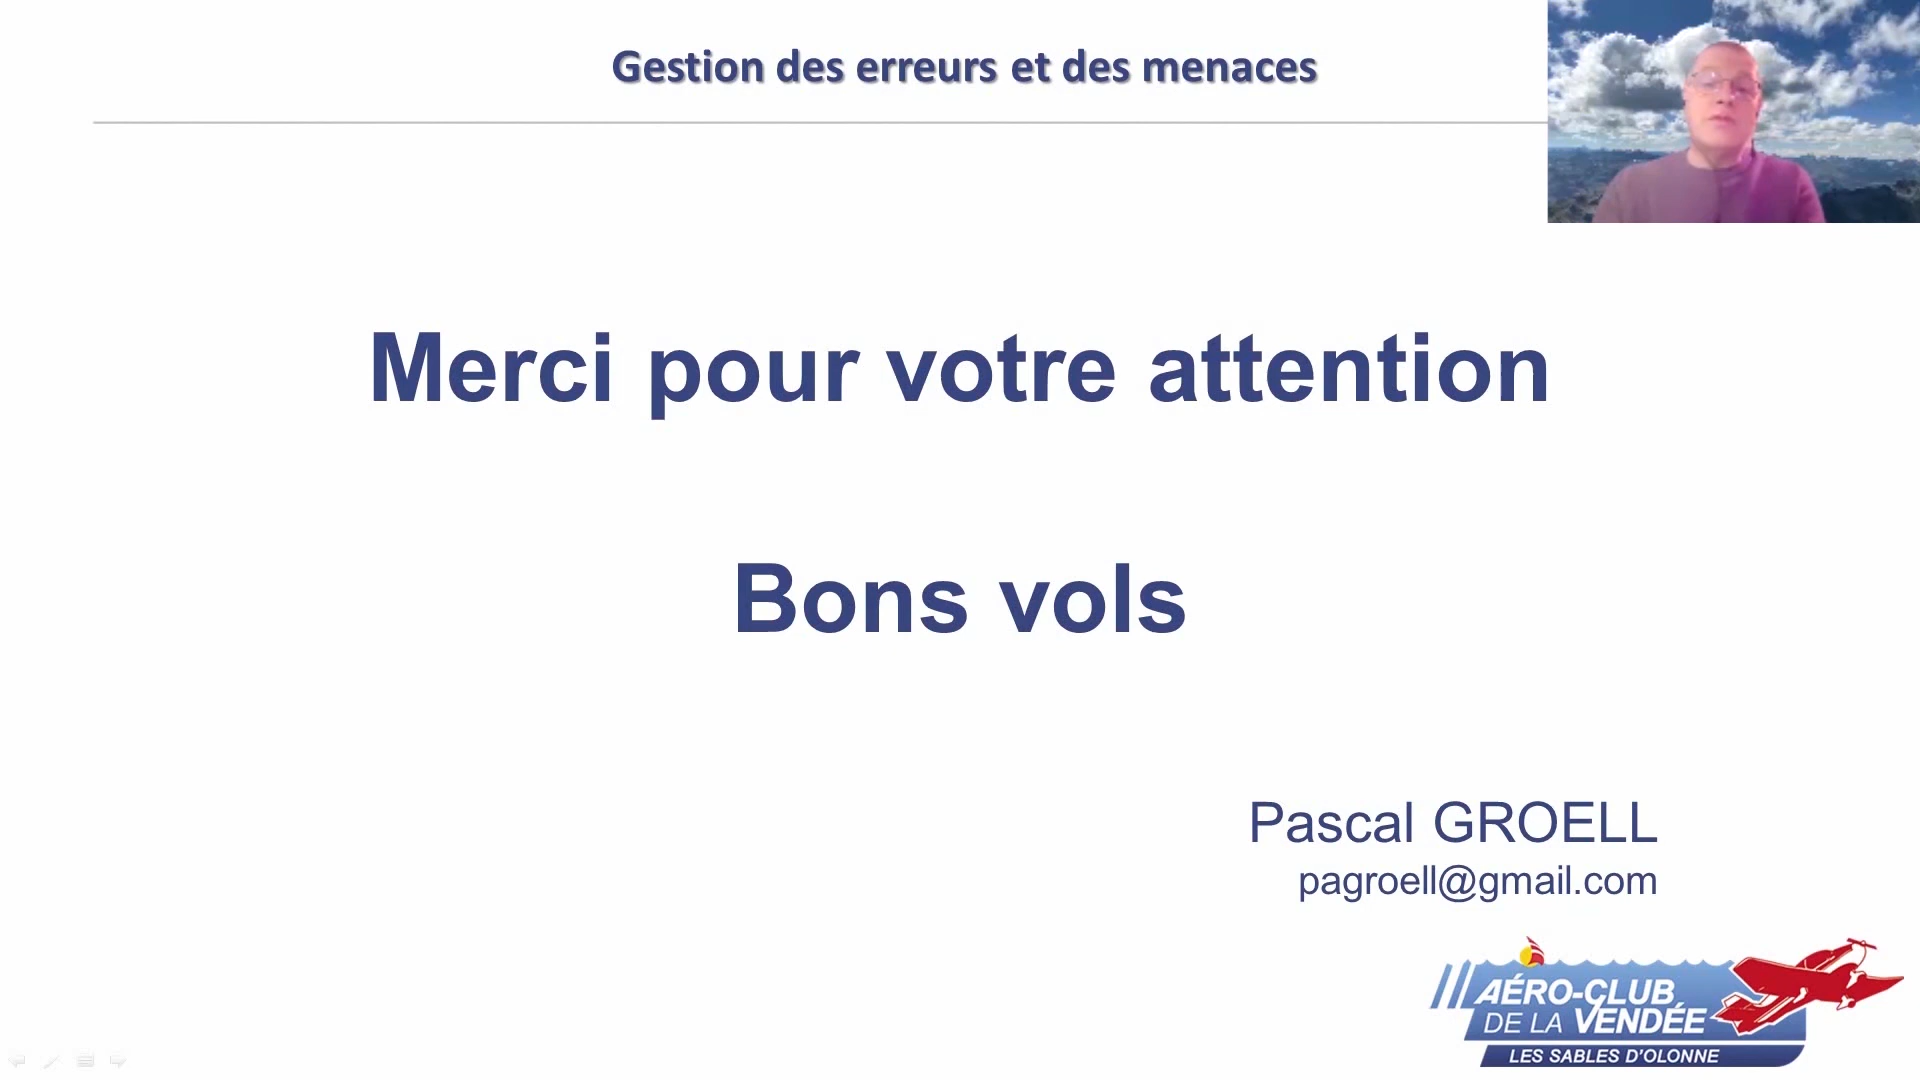 Gestion des erreurs et des menaces
Merci pour votre attention
Bons vols
Pascal GROELL
pagroell@gmail.com
AÉRO-CLUB
DE LA VENDÉE
LES SABLES D'OLONNE